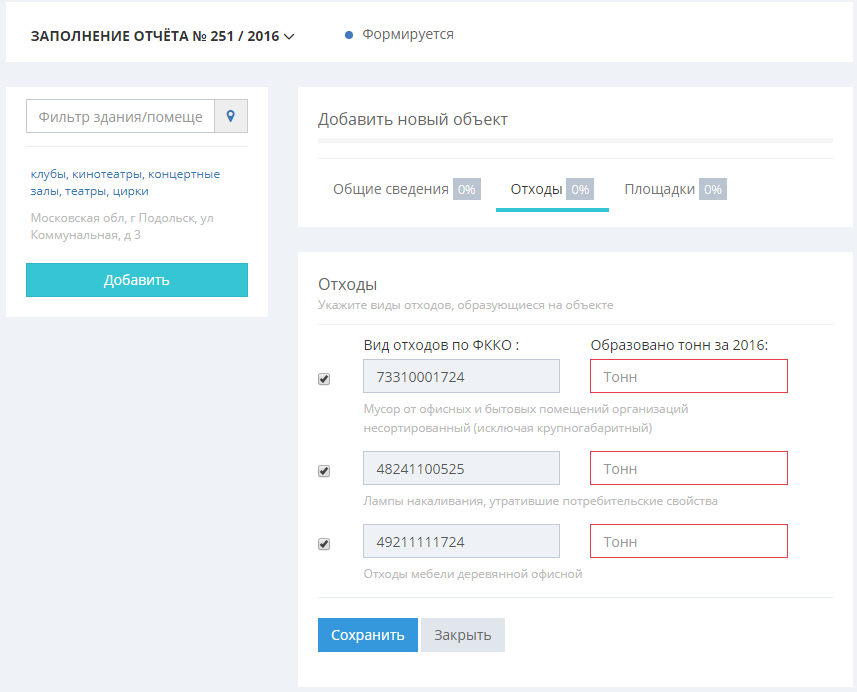 ЗАПОЛНЕНИЕ ОТЧЁТА № 251 / 2016
Формируется
Фильтр здания/помеще
клубы, кинотеатры, концертные
залы, театры, цирки
Московская обл, г Подольск, ул
Коммунальная, д 3
Добавить
Добавить новый объект
Общие сведения 0% Отходы 0% Площадки 0%
Отходы
Укажите виды отходов, образующиеся на объекте
Вид отходов по ФККО : Образовано тонн за 2016:
73310001724 Тонн
Мусор от офисных и бытовых помещений организаций
несортированный (исключая крупногабаритный)
48241100525 Тонн
Лампы накаливания, утратившие потребительские свойства
49211111724 Тонн
Отходы мебели деревянной офисной
Сохранить Закрыть